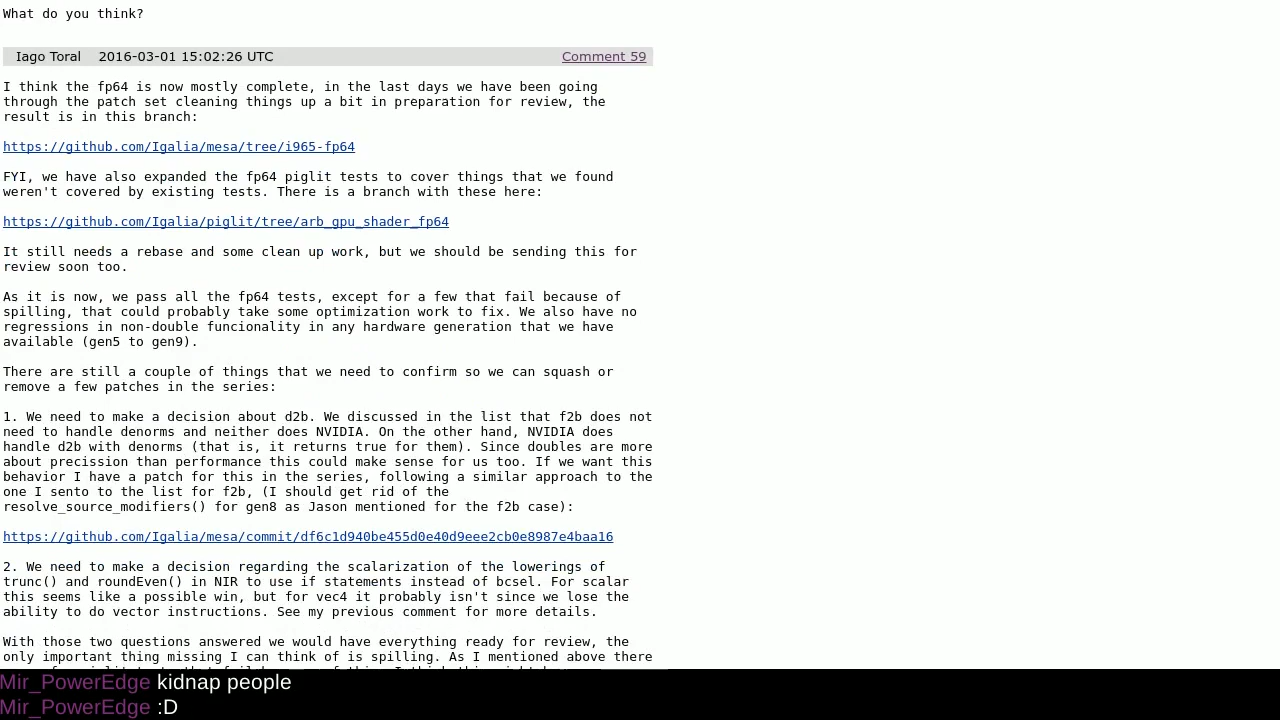 What do you think?
Iago Toral 2016-03-01 15:02:26 UTC Comment 59
I think the fp64 is now mostly complete, in the last days we have been going
through the patch set cleaning things up a bit in preparation for review, the
result is in this branch:
https://github.com/Igalia/mesa/tree/i965-fp64
FYI, we have also expanded the fp64 piglit tests to cover things that we found
weren't covered by existing tests. There is a branch with these here:
https://github.com/Igalia/piglit/tree/arb_gpu_shader_fp64
It still needs a rebase and some clean up work, but we should be sending this for
review soon too.
As it is now, we pass all the fp64 tests, except for a few that fail because of
spilling, that could probably take some optimization work to fix. We also have no
regressions in non-double funcionality in any hardware generation that we have
available (gen5 to gen9).
There are still a couple of things that we need to confirm so we can squash or
remove a few patches in the series:
1. We need to make a decision about d2b. We discussed in the list that f2b does not
need to handle denorms and neither does NVIDIA. On the other hand, NVIDIA does
handle d2b with denorms (that is, it returns true for them). Since doubles are more
about precission than performance this could make sense for us too. If we want this
behavior I have a patch for this in the series, following a similar approach to the
one I sento to the list for f2b, (I should get rid of the
resolve_source_modifiers() for gen8 as Jason mentioned for the f2b case):
https://github.com/Igalia/mesa/commit/df6c1d940be455d0e40d9eee2cb0e8987e4baa16
2. We need to make a decision regarding the scalarization of the lowerings of
trunc() and roundEven() in NIR to use if statements instead of bcsel. For scalar
this seems like a possible win, but for vec4 it probably isn't since we lose the
ability to do vector instructions. See my previous comment for more details.
With those two questions answered we would have everything ready for review, the
only important thing missing I can think of is spilling. As I mentioned above there
Mir_PowerEdge kidnap people
Mir_PowerEdge :D